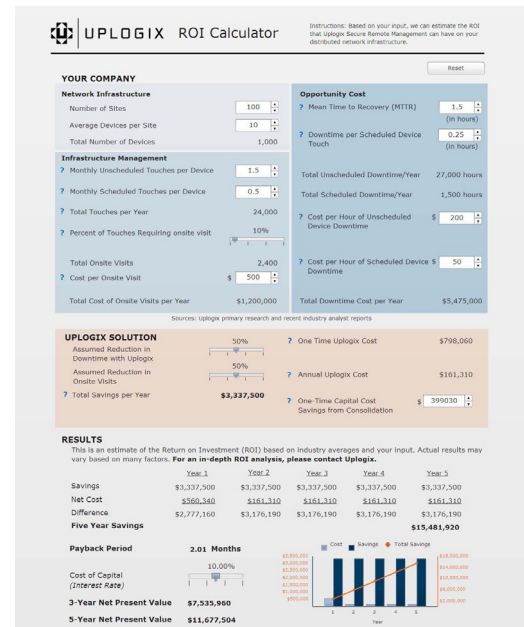 UPLOGIX ROI Calculator
Instructions: Based on your input, we can estimate the ROI
that Uplogix Secure Remote Management can have on your
distributed network infrastructure.
Reset
YOUR COMPANY
Network Infrastructure
Number of Sites 100
Average Devices per Site 10
Total Number of Devices 1,000
Infrastructure Management
? Monthly Unscheduled Touches per Device 1.5
? Monthly Scheduled Touches per Device 0.5
? Total Touches per Year 24,000
? Percent of Touches Requiring onsite visit 10%
Total Onsite Visits 2,400
? Cost per Onsite Visit $ 500
Total Cost of Onsite Visits per Year $1,200,000
Opportunity Cost
? Mean Time to Recovery (MTTR) 1.5
(in hours)
? Downtime per Scheduled Device 0.25
Touch (in hours)
Total Unscheduled Downtime/Year 27,000 hours
Total Scheduled Downtime/Year 1,500 hours
? Cost per Hour of Unscheduled $ 200
Device Downtime
? Cost per Hour of Scheduled Device $ 50
Downtime
Total Downtime Cost per Year $5,475,000
Sources: Uplogix primary research and recent industry analyst reports
UPLOGIX SOLUTION
Assumed Reduction in 50%
Downtime with Uplogix
Assumed Reduction in 50%
Onsite Visits
? Total Savings per Year $3,337,500
? One Time Uplogix Cost $798,060
? Annual Uplogix Cost $161,310
? One-Time Capital Cost $ 399030
Savings from Consolidation
RESULTS
This is an estimate of the Return on Investment (ROI) based on industry averages and your input. Actual results may
vary based on many factors. For an in-depth ROI analysis, please contact Uplogix.
Year 1 Year 2 Year 3 Year 4 Year 5
Savings $3,337,500 $3,337,500 $3,337,500 $3,337,500 $3,337,500
Net Cost $560,340 $161,310 $161,310 $161,310 $161,310
Difference $2,777,160 $3,176,190 $3,176,190 $3,176,190 $3,176,190
Five Year Savings $15,481,920
Payback Period 2.01 Months
Cost of Capital 10.00%
(Interest Rate)
3-Year Net Present Value $7,535,960
5-Year Net Present Value $11,677,504
Cost Savings Total Savings
1 2 3 4 5
Year